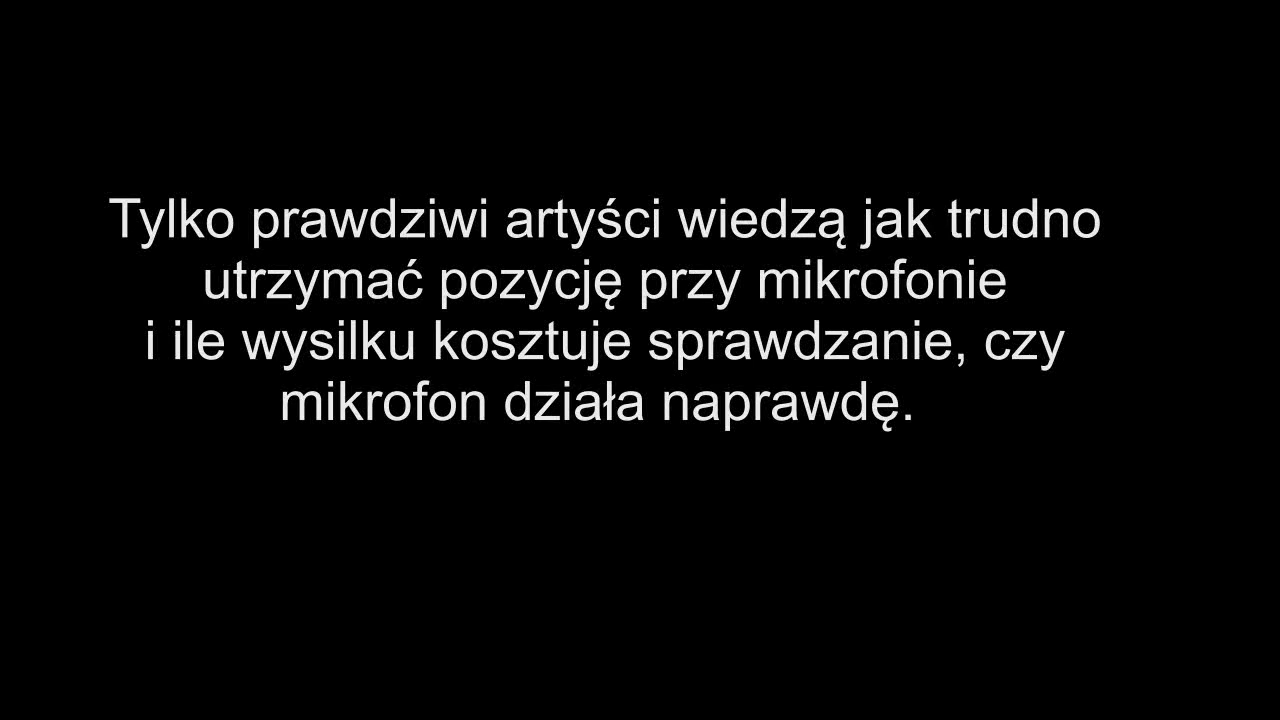 Tylko prawdziwi artyści wiedzą jak trudno
utrzymać pozycję przy mikrofonie
i ile wysilku kosztuje sprawdzanie, czy
mikrofon działa naprawdę.